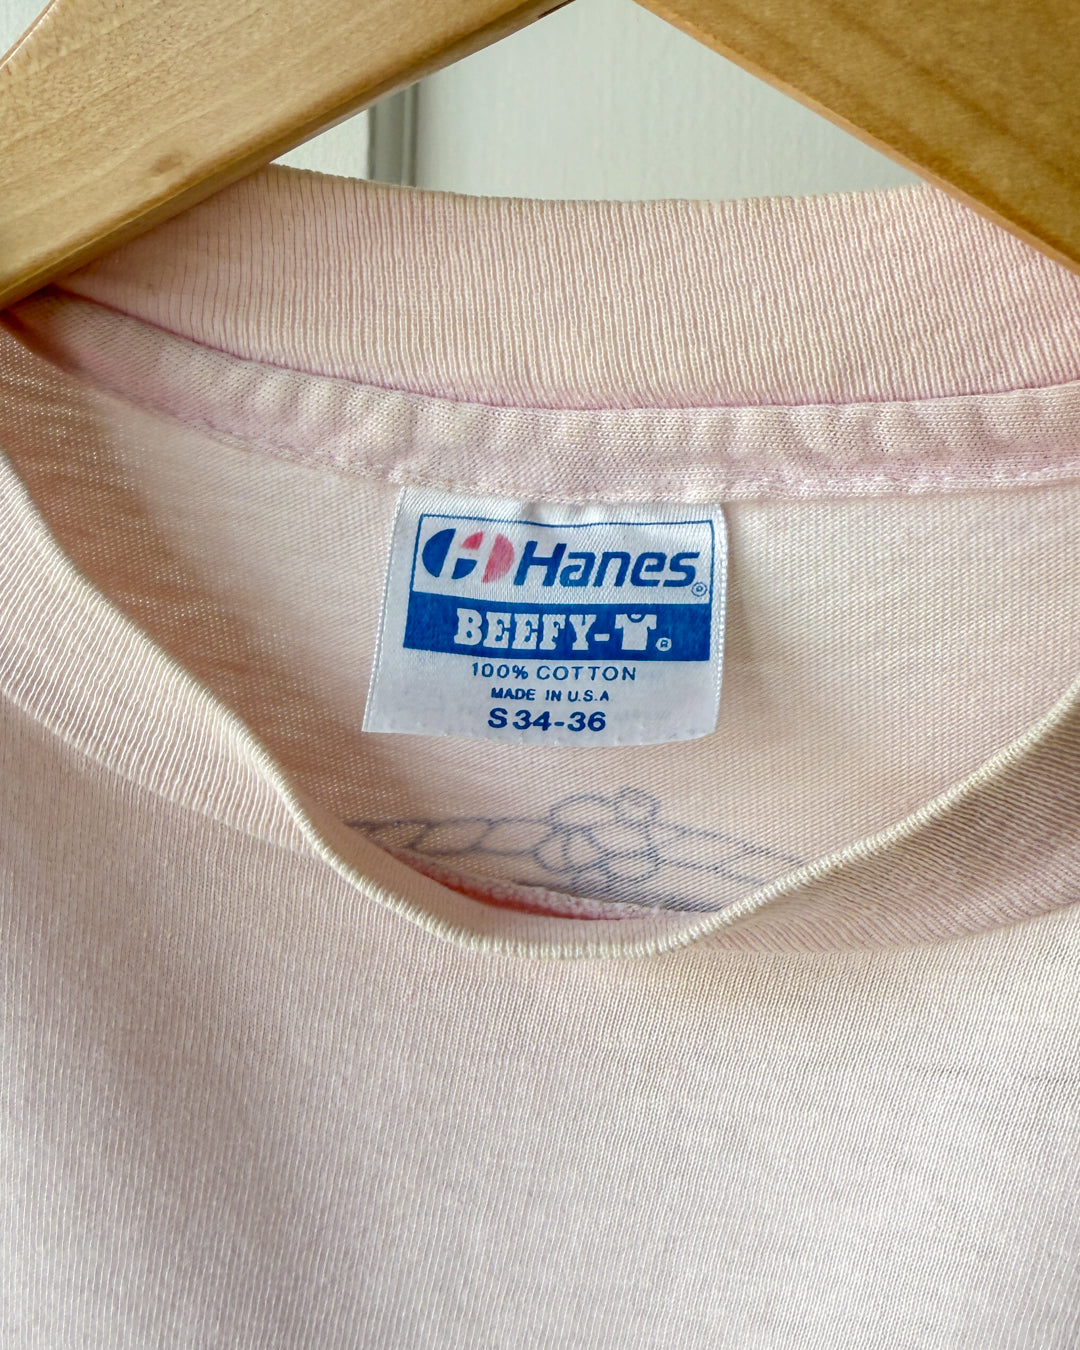 Hanes®
BEEFY-T®
100% COTTON
MADE IN U.S.A
S 34-36